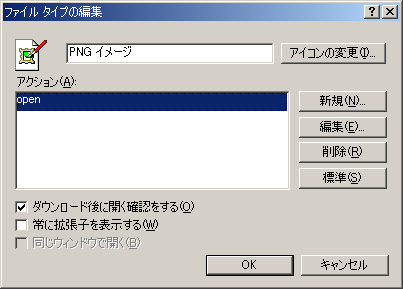 ファイル タイプの編集
PNG イメージ
アイコンの変更(I)...
アクション(A):
open
新規(N)...
編集(E)...
削除(R)
標準(S)
ダウンロード後に開く確認をする(O)
常に拡張子を表示する(W)
同じウィンドウで開く(B)
OK
キャンセル